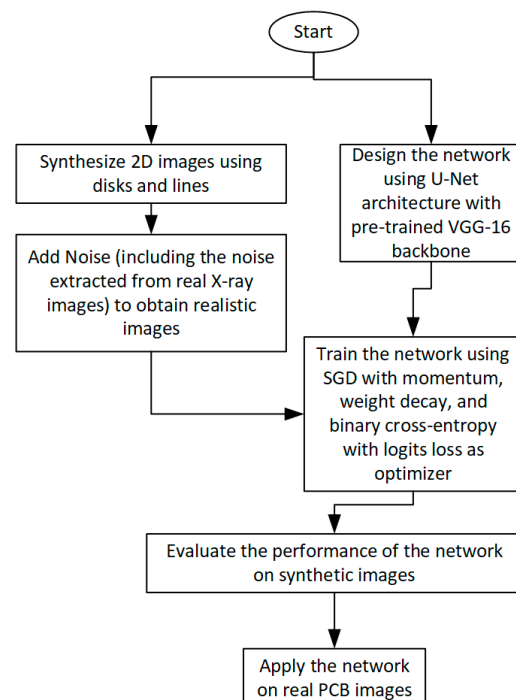 Start
Synthesize 2D images using
disks and lines
Add Noise (including the noise
extracted from real X-ray
images) to obtain realistic
images
Design the network
using U-Net
architecture with
pre-trained VGG-16
backbone
Train the network using
SGD with momentum,
weight decay, and
binary cross-entropy
with logits loss as
optimizer
Evaluate the performance of the network
on synthetic images
Apply the network
on real PCB images